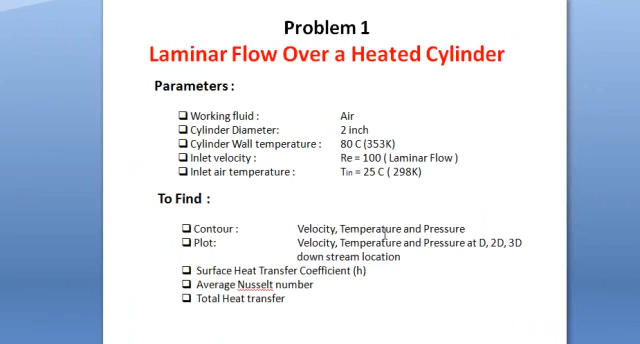 Problem 1
Laminar Flow Over a Heated Cylinder
Parameters :
Working fluid : Air
Cylinder Diameter: 2 inch
Cylinder Wall temperature : 80 C (353K)
Inlet velocity : Re = 100 ( Laminar Flow )
Inlet air temperature : Tin = 25 C ( 298K)
To Find :
Contour : Velocity, Temperature and Pressure
Plot: Velocity, Temperature and Pressure at D, 2D, 3D
down stream location
Surface Heat Transfer Coefficient (h)
Average Nusselt number
Total Heat transfer